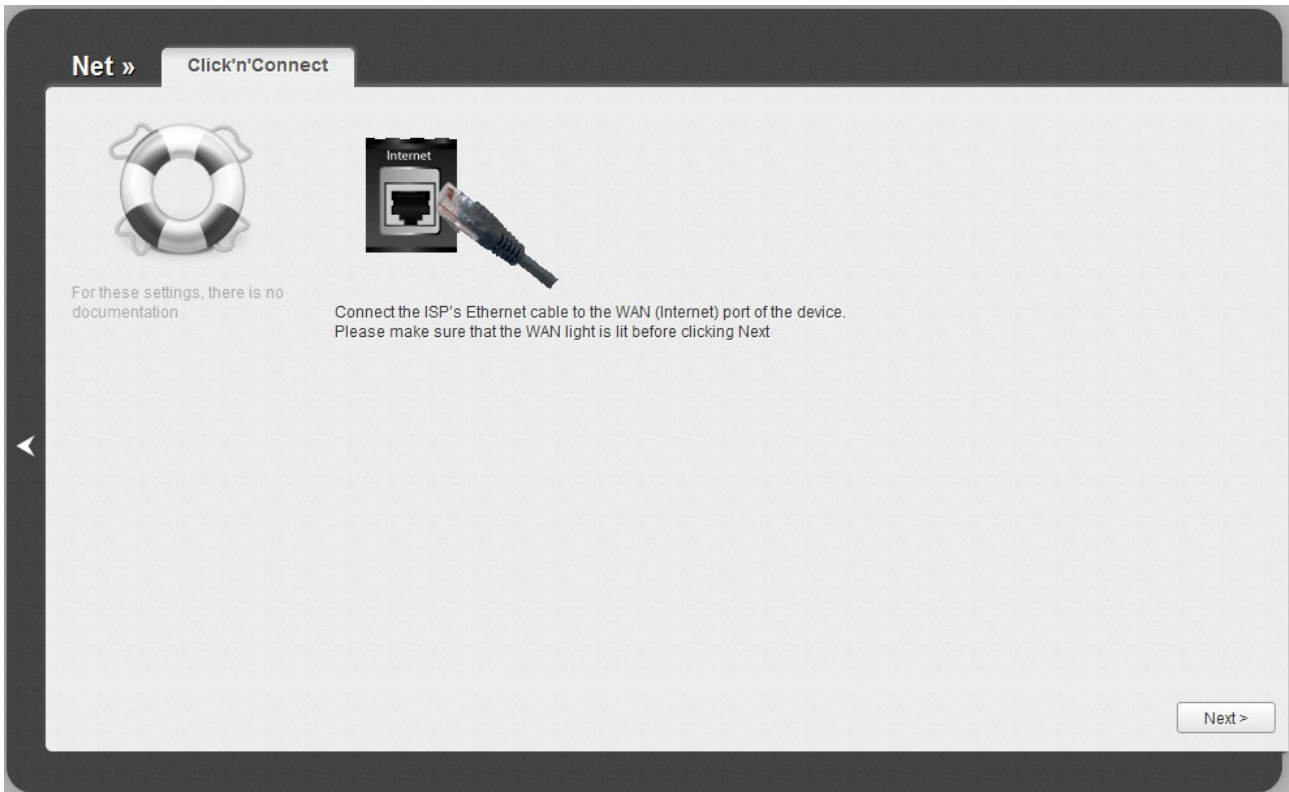 Net »
Click'n'Connect
Internet
For these settings, there is no
documentation
Connect the ISP's Ethernet cable to the WAN (Internet) port of the device.
Please make sure that the WAN light is lit before clicking Next
Next >